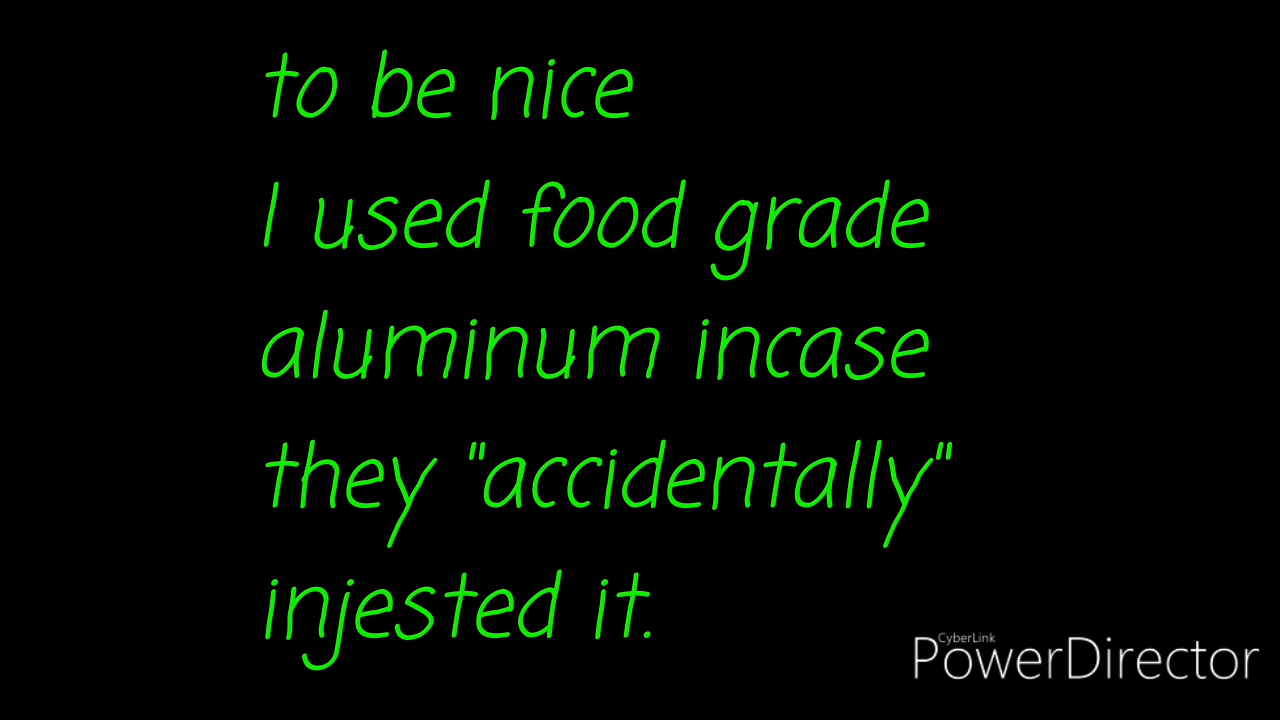 to be nice
I used food grade
aluminum incase
they "accidentally"
injested it.
CyberLink
PowerDirector